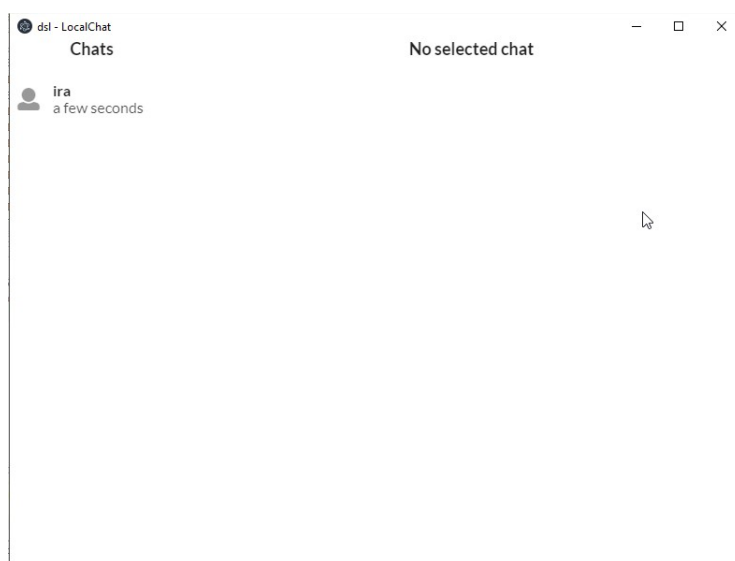 dsl - LocalChat
Chats
No selected chat
ira
a few seconds